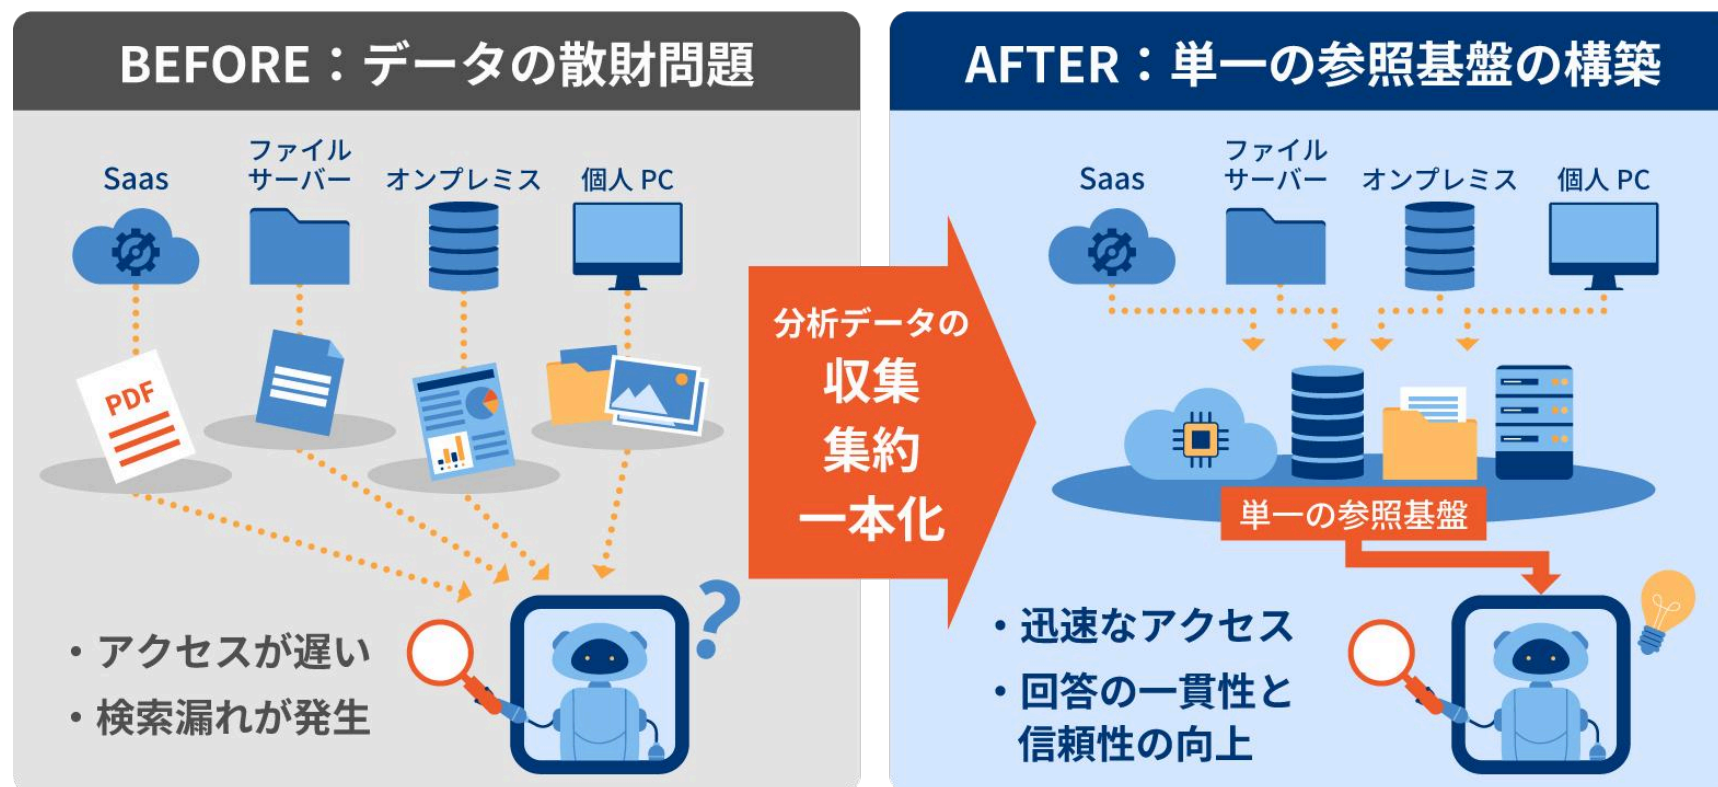 BEFORE：データの散財問題
Saas
ファイル
サーバー
オンプレミス
個人 PC
PDF
・アクセスが遅い
・検索漏れが発生
?
分析データの
収集
集約
一本化
AFTER：単一の参照基盤の構築
Saas
ファイル
サーバー
オンプレミス
個人 PC
単一の参照基盤
・迅速なアクセス
・回答の一貫性と
信頼性の向上